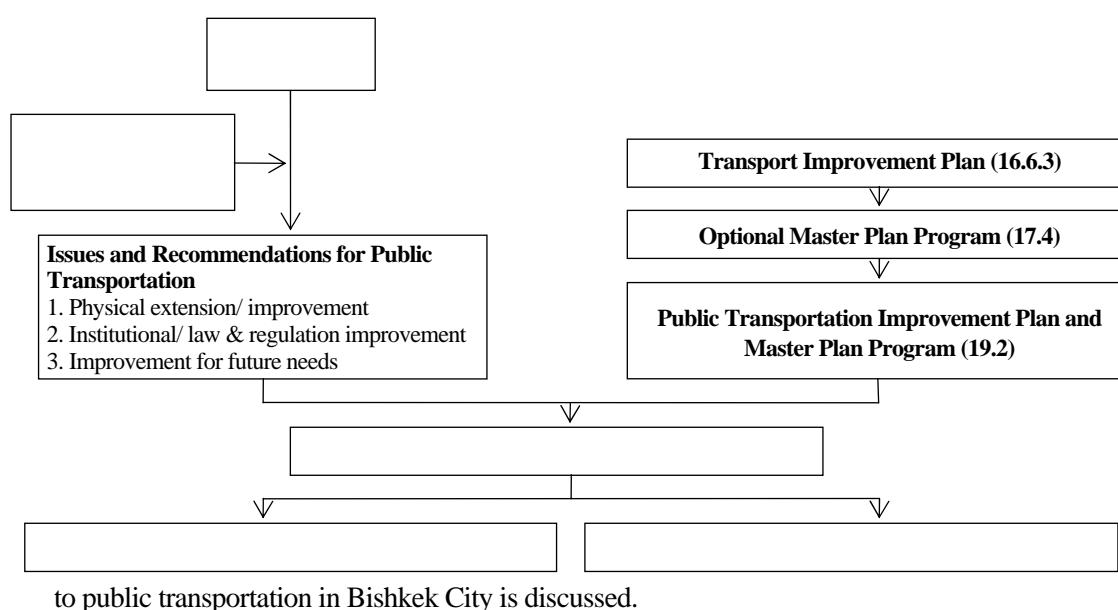 Transport Improvement Plan (16.6.3)
Optional Master Plan Program (17.4)
Issues and Recommendations for Public
Transportation
1. Physical extension/ improvement
2. Institutional/ law & regulation improvement
3. Improvement for future needs
Public Transportation Improvement Plan and
Master Plan Program (19.2)
to public transportation in Bishkek City is discussed.